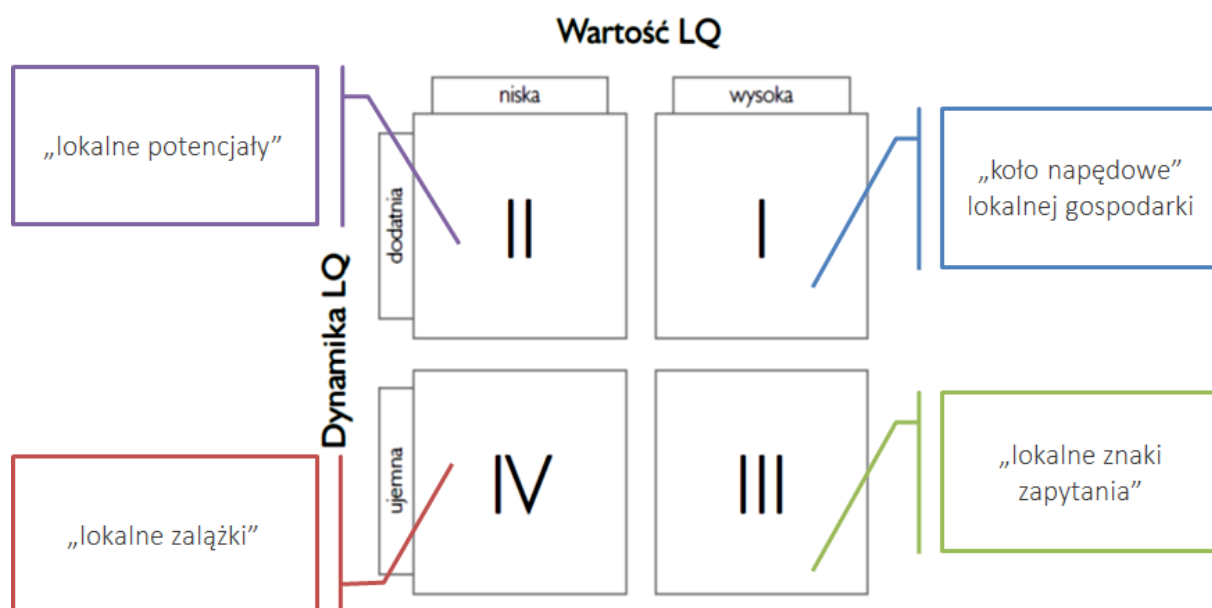 Wartość LQ
niska
wysoka
„lokalne potencjały”
„koło napędowe”
lokalnej gospodarki
dodatnia
II
I
Dynamika LQ
ujemna
IV
III
„lokalne znaki
zapytania”
„lokalne zalążki”